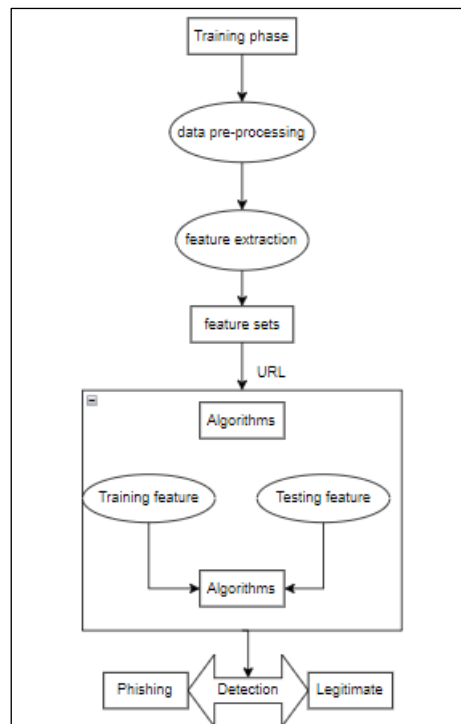 Training phase
data pre-processing
feature extraction
feature sets
URL
Algorithms
Training feature
Testing feature
Algorithms
Phishing
Detection
Legitimate